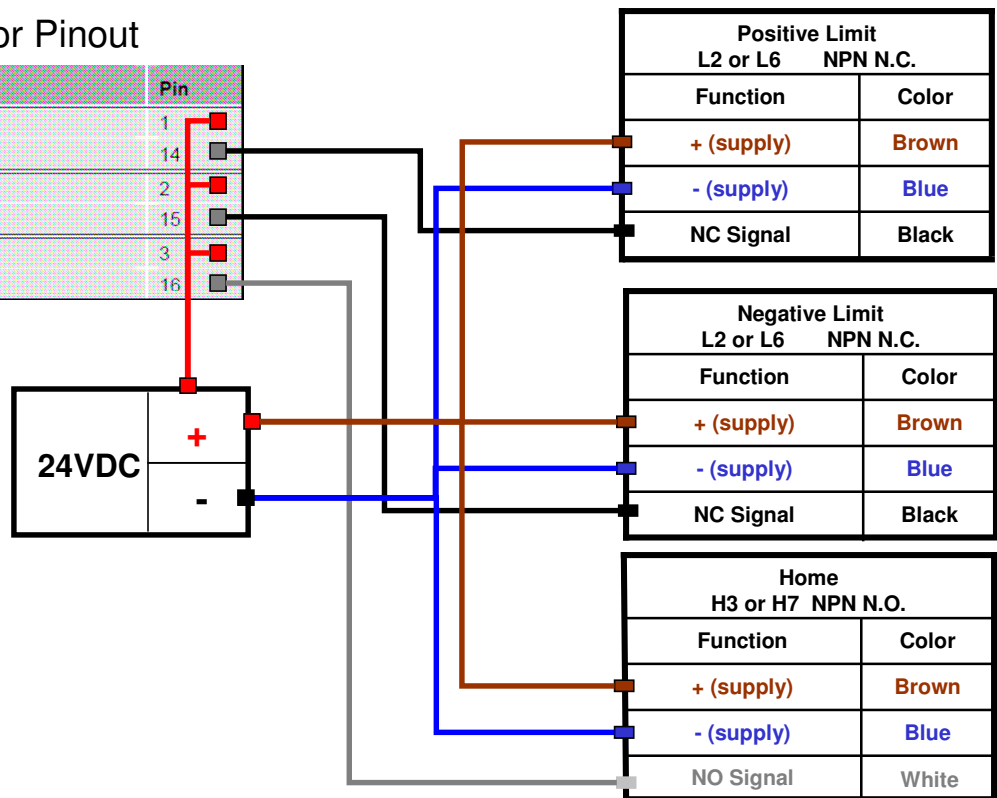 or Pinout
Pin
1
14
2
15
3
16
24VDC
+
-
Positive Limit
L2 or L6 NPN N.C.
Function Color
+ (supply) Brown
- (supply) Blue
NC Signal Black
Negative Limit
L2 or L6 NPN N.C.
Function Color
+ (supply) Brown
- (supply) Blue
NC Signal Black
Home
H3 or H7 NPN N.O.
Function Color
+ (supply) Brown
- (supply) Blue
NO Signal White